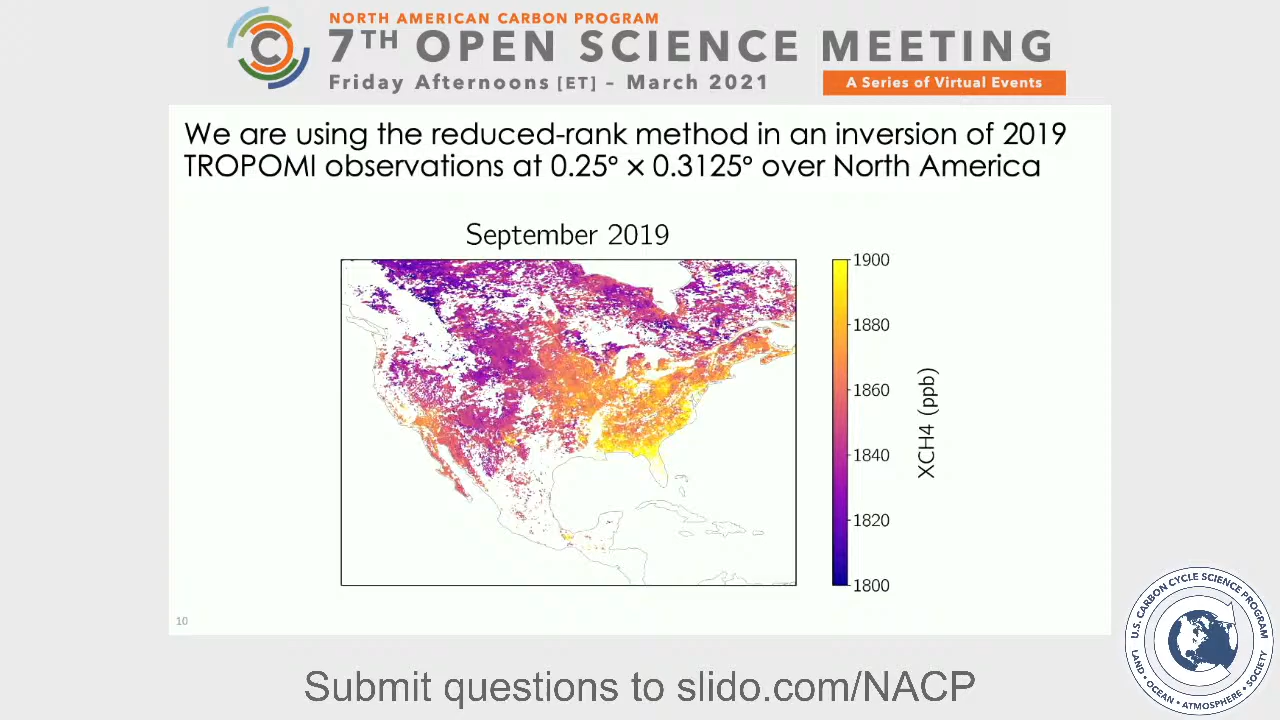 NORTH AMERICAN CARBON PROGRAM
7TH OPEN SCIENCE MEETING
Friday Afternoons [ET] – March 2021
A Series of Virtual Events
We are using the reduced-rank method in an inversion of 2019
TROPOMI observations at 0.25° × 0.3125° over North America
September 2019
1900
1880
1860
1840
1820
1800
XCH4 (ppb)
10
U.S. CARBON CYCLE SCIENCE PROGRAM
LAND • OCEAN • ATMOSPHERE • SOCIETY
Submit questions to slido.com/NACP